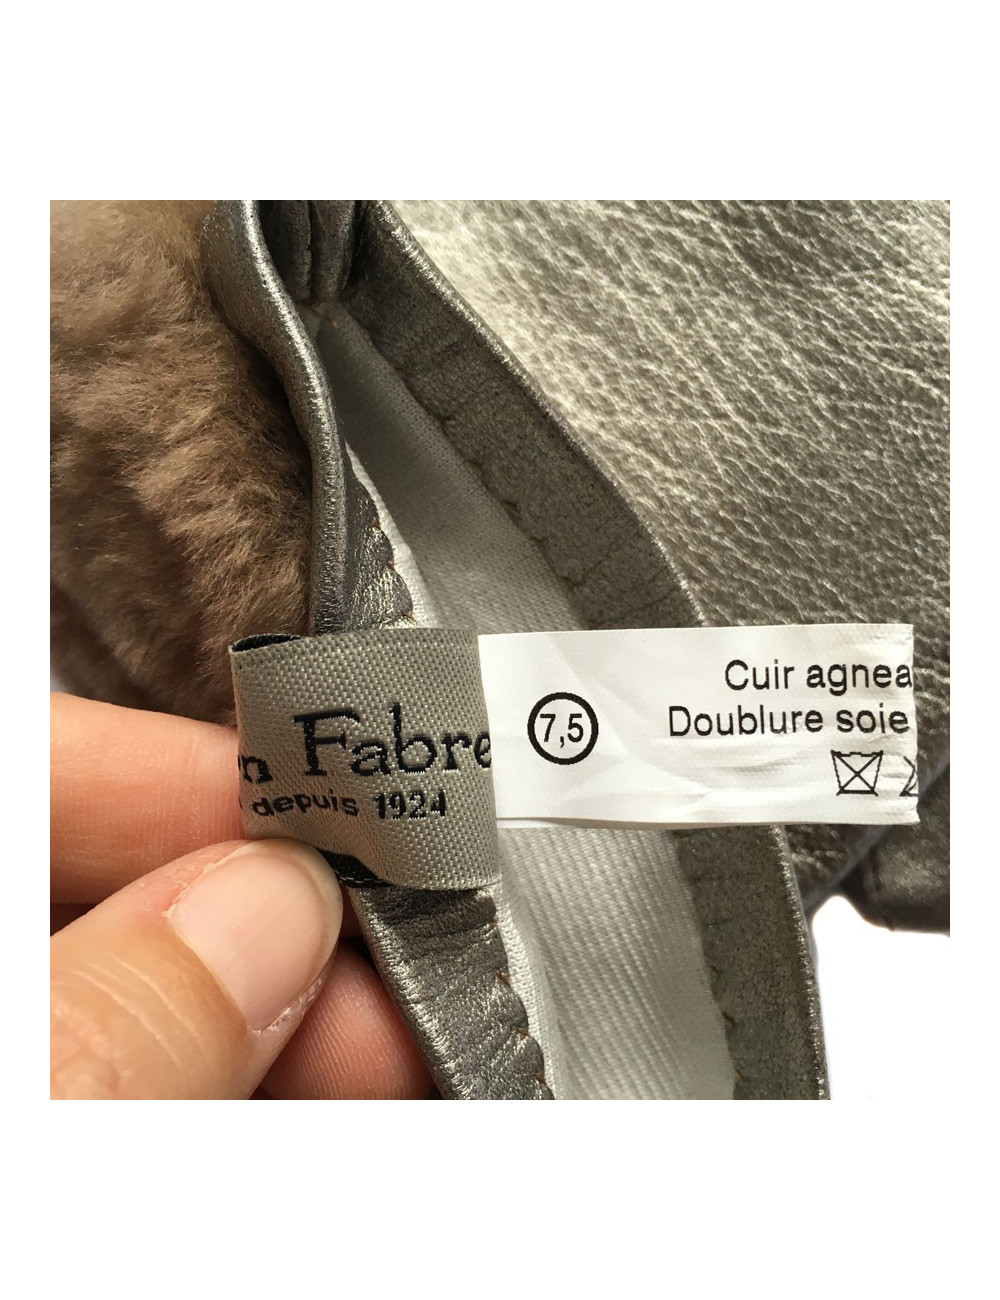 Fabre
depuis 1924
7,5
Cuir agnea
Doublure soie